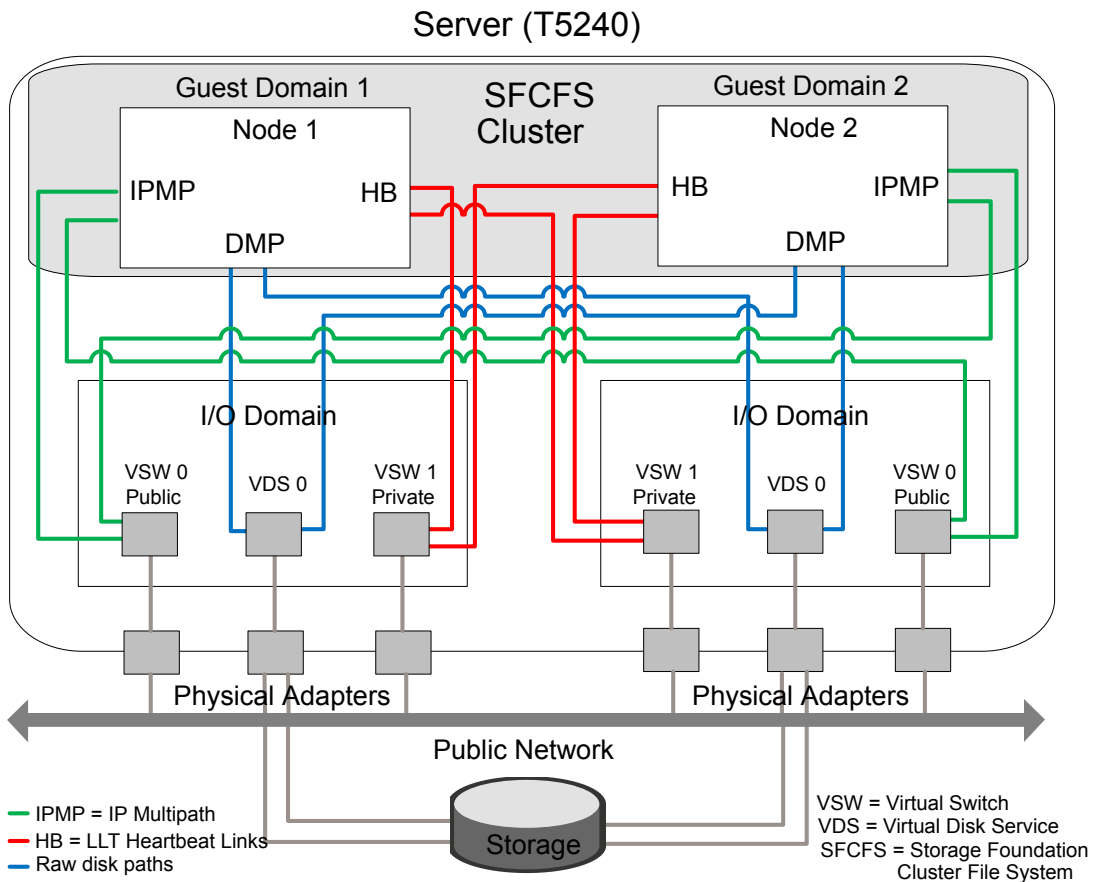 Server (T5240)
Guest Domain 1
SFCFS
Cluster
Guest Domain 2
Node 1
Node 2
IPMP
HB
HB
IPMP
DMP
DMP
I/O Domain
I/O Domain
VSW 0
Public
VDS 0
VSW 1
Private
VSW 1
Private
VDS 0
VSW 0
Public
Physical Adapters
Physical Adapters
Public Network
Storage
IPMP = IP Multipath
HB = LLT Heartbeat Links
Raw disk paths
VSW = Virtual Switch
VDS = Virtual Disk Service
SFCFS = Storage Foundation
Cluster File System